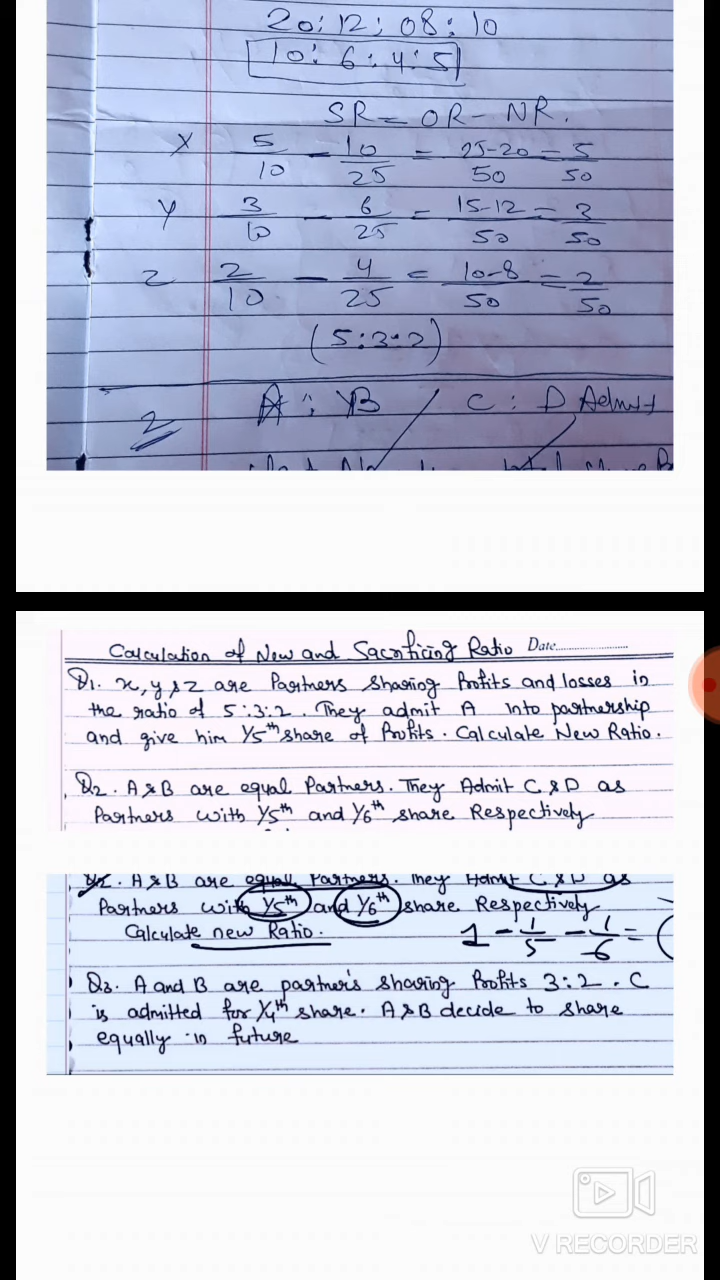 20:12:08:10
10:6:4:5
SR = OR - NR.
X 5/10 - 10/25 = 25-20/50 = 5/50
Y 3/10 - 6/25 = 15-12/50 = 3/50
Z 2/10 - 4/25 = 10-8/50 = 2/50
(5:3:2)
2 A : B / C : D Admit
Calculation of New and Sacrificing Ratio Date
Q1. x, y & z are Partners sharing Profits and losses in
the ratio of 5:3:2. They admit A into partnership
and give him 1/5th share of Profits. Calculate New Ratio.
Q2. A & B are equal Partners. They Admit C & D as
Partners with 1/5th and 1/6th share Respectively
Q2. A & B are equal Partners. They Admit C & D as
Partners with 1/5th and 1/6th share Respectively
Calculate new Ratio.
1 - 1/5 - 1/6 =
Q3. A and B are partner's sharing Profits 3:2. C
is admitted for 1/4th share. A & B decide to share
equally in future
V RECORDER